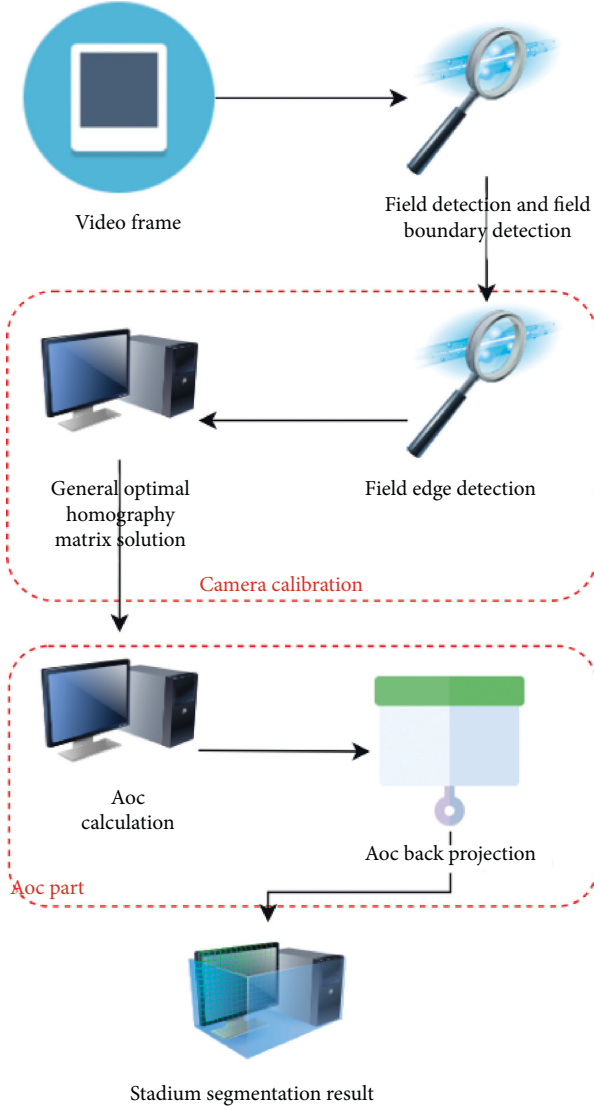 Video frame
Field detection and field
boundary detection
General optimal
homography
matrix solution
Field edge detection
Camera calibration
Aoc
calculation
Aoc back projection
Aoc part
Stadium segmentation result